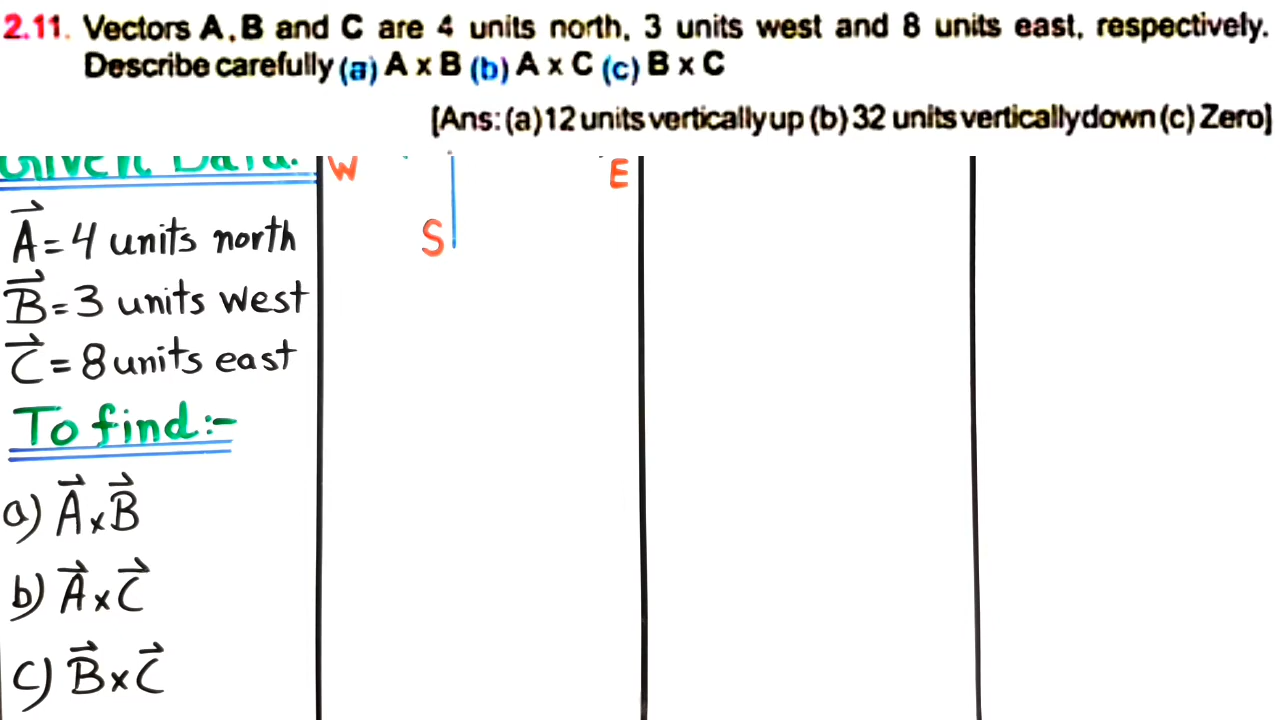 2.11. Vectors A, B and C are 4 units north, 3 units west and 8 units east, respectively.
Describe carefully (a) A x B (b) A x C (c) B x C
[Ans: (a) 12 units vertically up (b) 32 units vertically down (c) Zero]
Given Data:
W
E
S
A⃗ = 4 units north
B⃗ = 3 units west
C⃗ = 8 units east
To find:-
a) A⃗ x B⃗
b) A⃗ x C⃗
c) B⃗ x C⃗